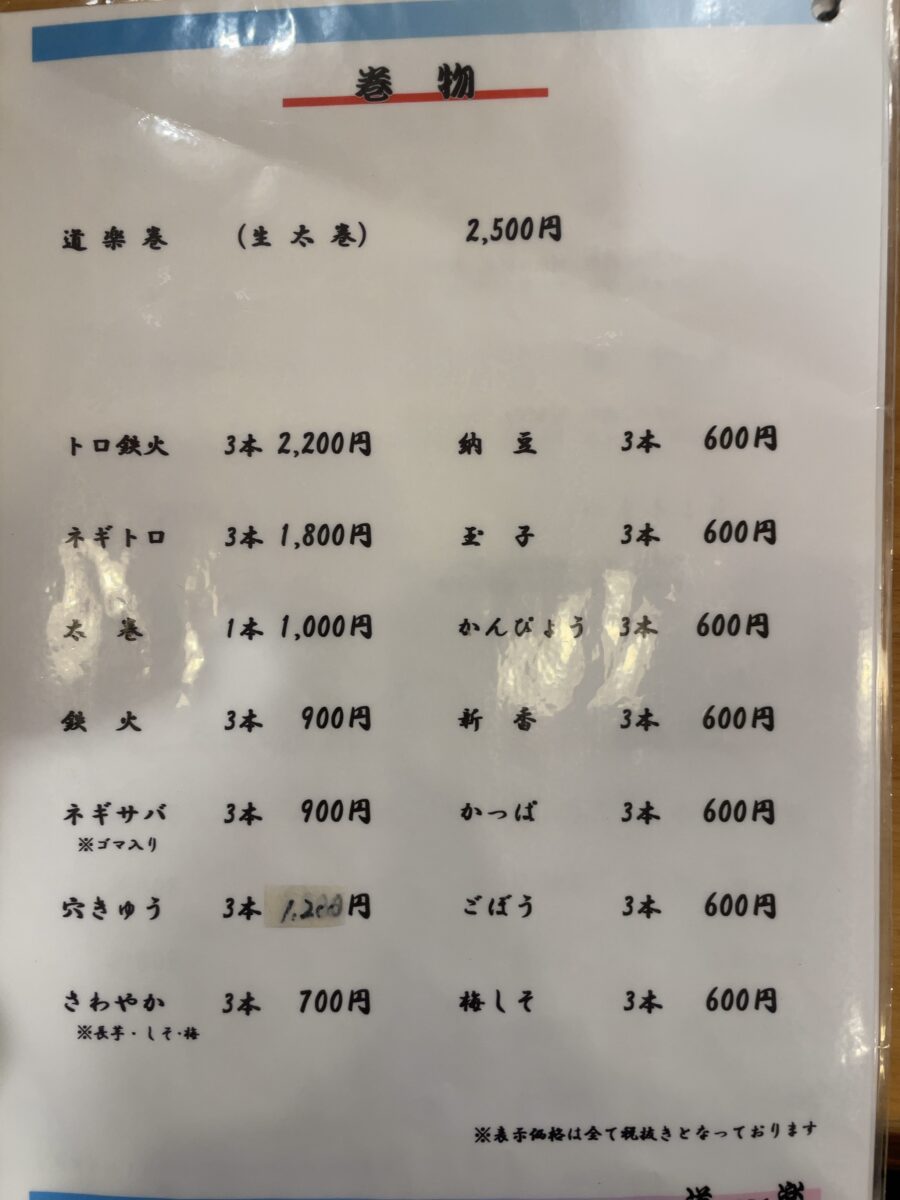 巻物
道楽巻 (生太巻) 2,500円
トロ鉄火 3本 2,200円 納豆 3本 600円
ネギトロ 3本 1,800円 玉子 3本 600円
太巻 1本 1,000円 かんぴょう 3本 600円
鉄火 3本 900円 新香 3本 600円
ネギサバ 3本 900円 かっぱ 3本 600円
※ゴマ入り
穴きゅう 3本 1,200円 ごぼう 3本 600円
さわやか 3本 700円 梅しそ 3本 600円
※長芋・しそ・梅
※表示価格は全て税抜きとなっております
道楽